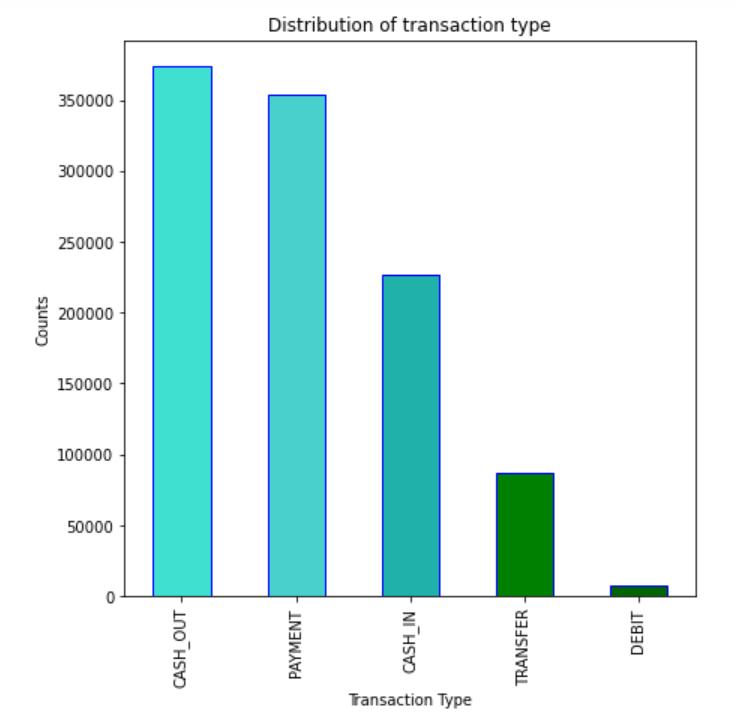 Distribution of transaction type
350000
300000
250000
200000
150000
100000
50000
0
Counts
CASH_OUT
PAYMENT
CASH_IN
TRANSFER
DEBIT
Transaction Type